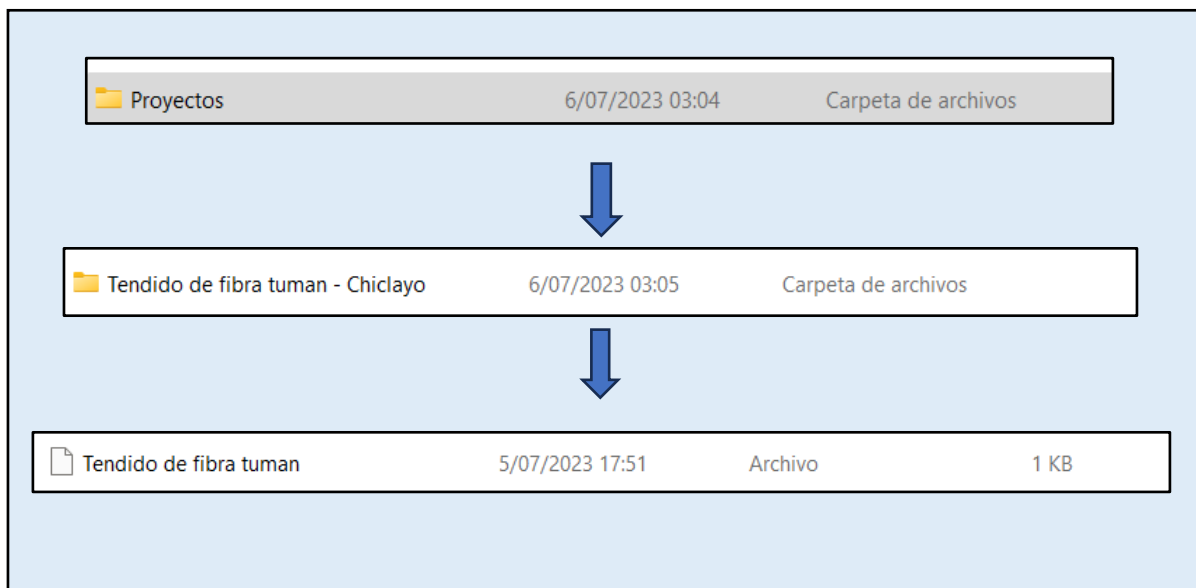 Proyectos 6/07/2023 03:04 Carpeta de archivos
Tendido de fibra tuman - Chiclayo 6/07/2023 03:05 Carpeta de archivos
Tendido de fibra tuman 5/07/2023 17:51 Archivo 1 KB